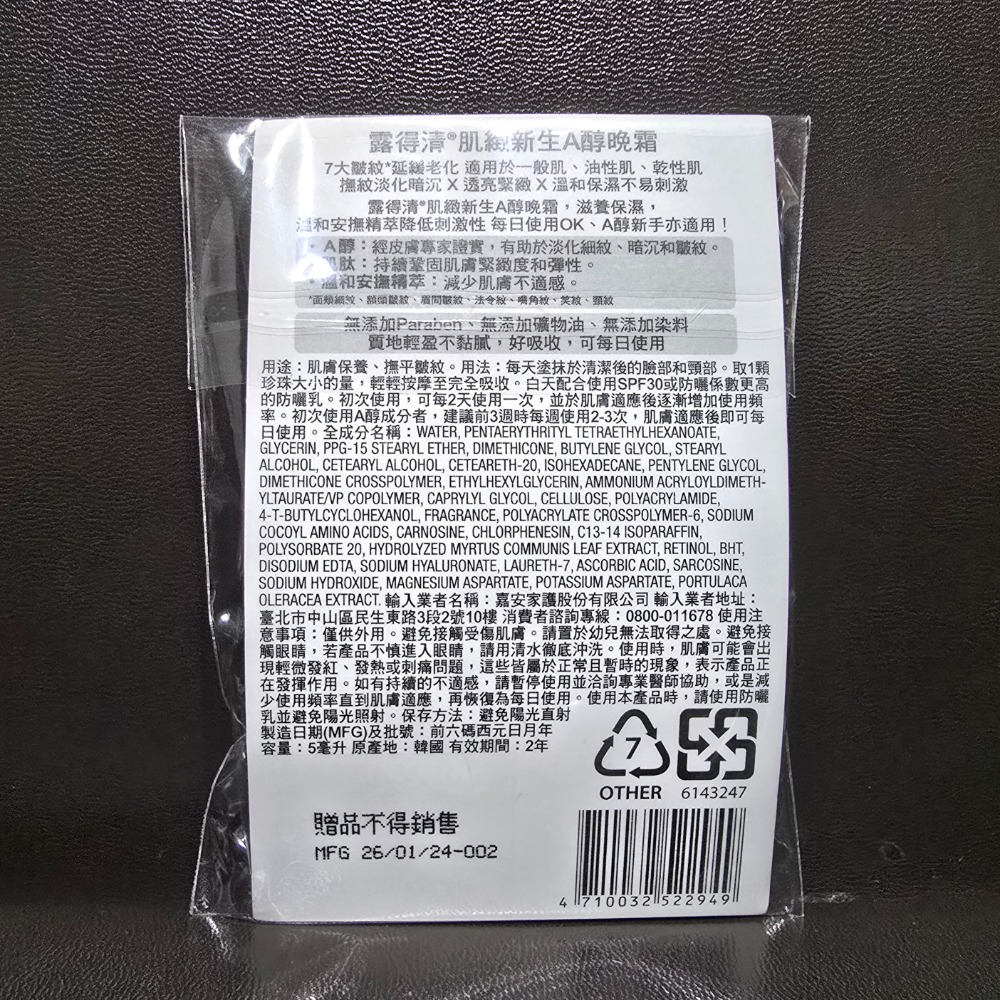 露得清®肌緻新生A醇晚霜
7大皺紋*延緩老化 適用於一般肌、油性肌、乾性肌
撫紋淡化暗沉 X 透亮緊緻 X 溫和保濕不易刺激
露得清®肌緻新生A醇晚霜，滋養保濕，
溫和安撫精萃降低刺激性 每日使用OK、A醇新手亦適用！
• A醇：經皮膚專家證實，有助於淡化細紋、暗沉和皺紋。
肌肽：持續鞏固肌膚緊緻度和彈性。
• 溫和安撫精萃：減少肌膚不適感。
*面頰細紋、額頭皺紋、眉間皺紋、法令紋、嘴角紋、笑紋、頸紋
無添加Paraben、無添加礦物油、無添加染料
質地輕盈不黏膩，好吸收，可每日使用
用途：肌膚保養、撫平皺紋。用法：每天塗抹於清潔後的臉部和頸部。取1顆
珍珠大小的量，輕輕按摩至完全吸收。白天配合使用SPF30或防曬係數更高
的防曬乳。初次使用，可每2天使用一次，並於肌膚適應後逐漸增加使用頻
率。初次使用A醇成分者，建議前3週時每週使用2-3次，肌膚適應後即可每
日使用。全成分名稱：WATER, PENTAERYTHRITYL TETRAETHYLHEXANOATE,
GLYCERIN, PPG-15 STEARYL ETHER, DIMETHICONE, BUTYLENE GLYCOL, STEARYL
ALCOHOL, CETEARYL ALCOHOL, CETEARETH-20, ISOHEXADECANE, PENTYLENE GLYCOL,
DIMETHICONE CROSSPOLYMER, ETHYLHEXYLGLYCERIN, AMMONIUM ACRYLOYLDIMETH-
YLTAURATE/VP COPOLYMER, CAPRYLYL GLYCOL, CELLULOSE, POLYACRYLAMIDE,
4-T-BUTYLCYCLOHEXANOL, FRAGRANCE, POLYACRYLATE CROSSPOLYMER-6, SODIUM
COCOYL AMINO ACIDS, CARNOSINE, CHLORPHENESIN, C13-14 ISOPARAFFIN,
POLYSORBATE 20, HYDROLYZED MYRTUS COMMUNIS LEAF EXTRACT, RETINOL, BHT,
DISODIUM EDTA, SODIUM HYALURONATE, LAURETH-7, ASCORBIC ACID, SARCOSINE,
SODIUM HYDROXIDE, MAGNESIUM ASPARTATE, POTASSIUM ASPARTATE, PORTULACA
OLERACEA EXTRACT. 輸入業者名稱：嘉安家護股份有限公司 輸入業者地址：
臺北市中山區民生東路3段2號10樓 消費者諮詢專線：0800-011678 使用注
意事項：僅供外用。避免接觸受傷肌膚。請置於幼兒無法取得之處。避免接
觸眼睛，若產品不慎進入眼睛，請用清水徹底沖洗。使用時，肌膚可能會出
現輕微發紅、發熱或刺痛問題，這些皆屬於正常且暫時的現象，表示產品正
在發揮作用。如有持續的不適感，請暫停使用並洽詢專業醫師協助，或是減
少使用頻率直到肌膚適應，再恢復為每日使用。使用本產品時，請使用防曬
乳並避免陽光照射。保存方法：避免陽光直射
製造日期(MFG)及批號：前六碼西元日月年
容量：5毫升 原產地：韓國 有效期間：2年
7
OTHER 6143247
贈品不得銷售
MFG 26/01/24-002
4 710032 522949